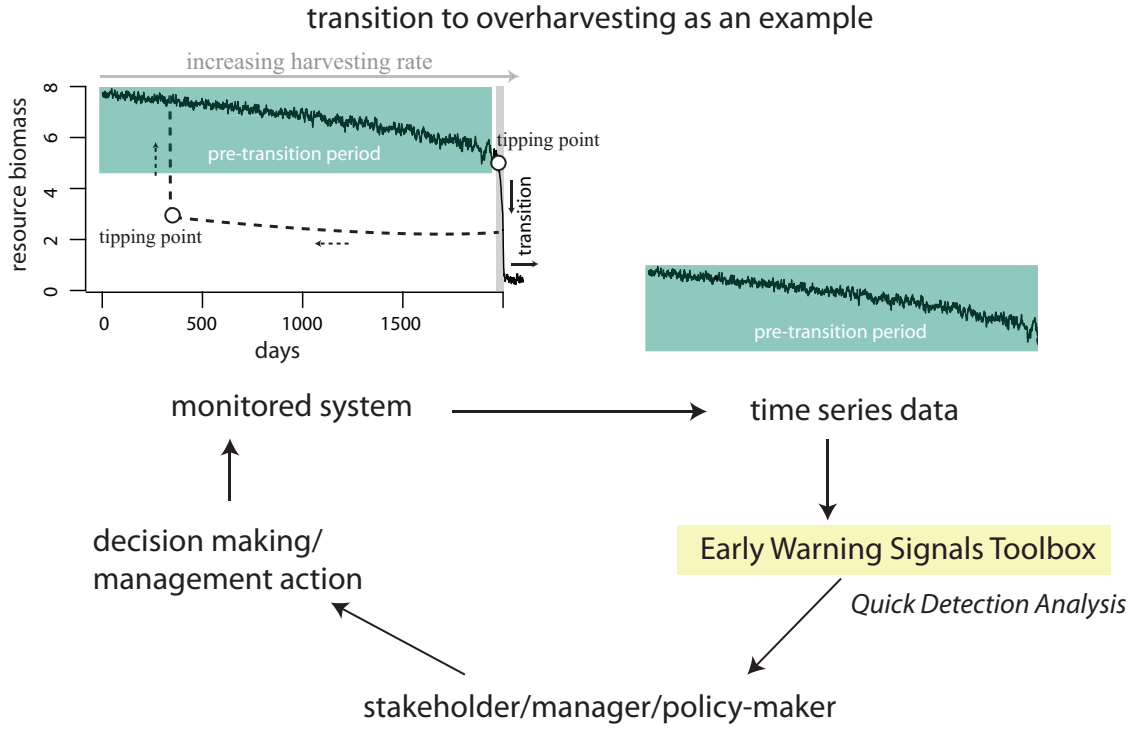 transition to overharvesting as an example
increasing harvesting rate
resource biomass
8
6
4
2
0
pre-transition period
tipping point
tipping point
transition
0
500
1000
1500
days
pre-transition period
monitored system
time series data
decision making/
management action
Early Warning Signals Toolbox
Quick Detection Analysis
stakeholder/manager/policy-maker